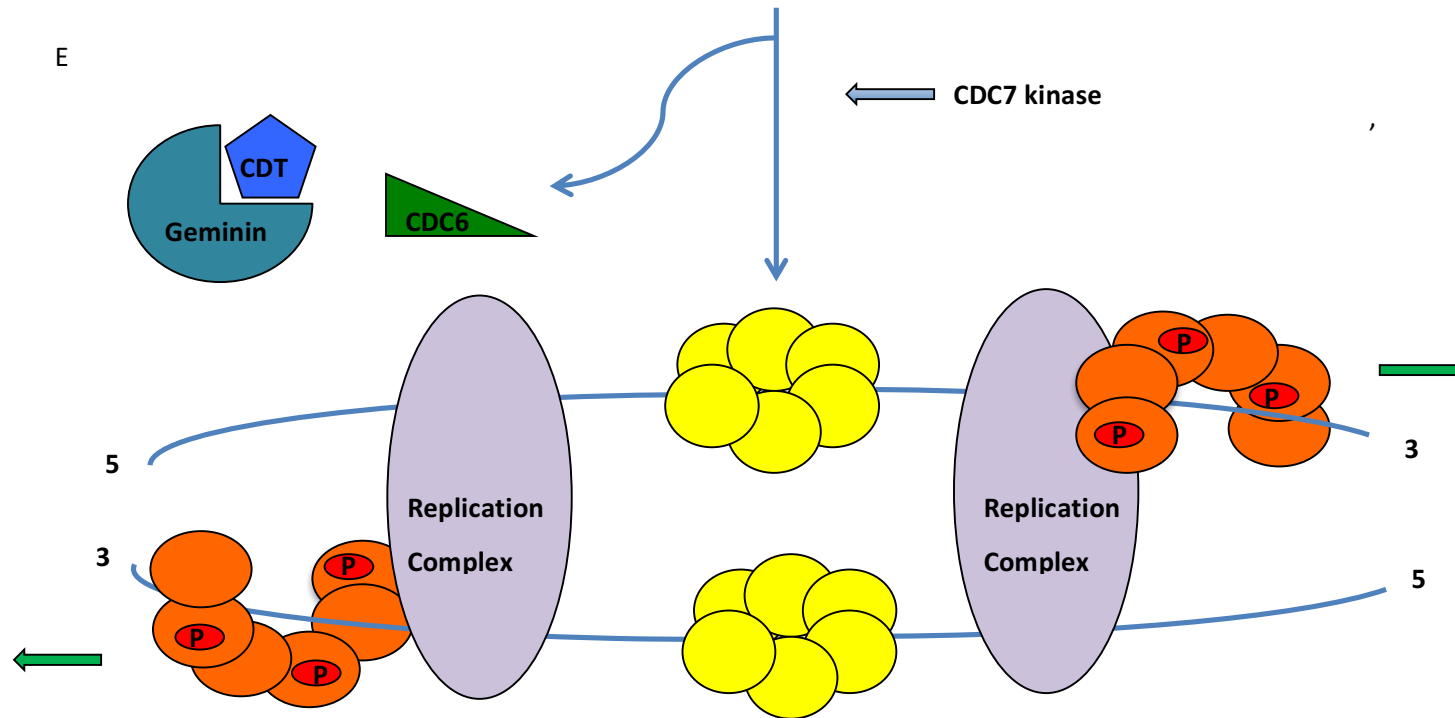 E
CDC7 kinase
,
CDT
Geminin
CDC6
P
P
P
5
3
Replication
Complex
Replication
Complex
3
5
P
P
P